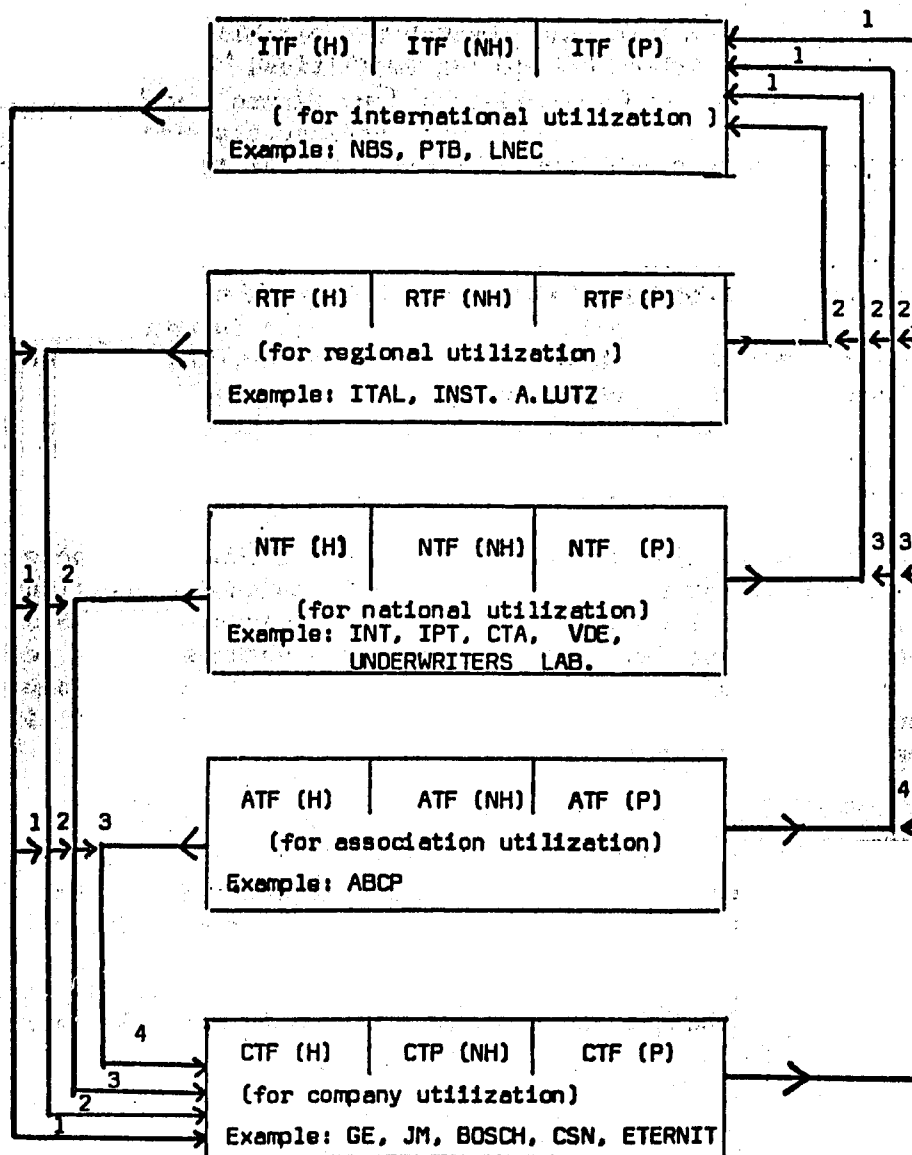 1
ITF (H) ITF (NH) ITF (P)
1
1
( for international utilization )
Example: NBS, PTB, LNEC
RTF (H) RTF (NH) RTF (P)
2 2 2
(for regional utilization )
Example: ITAL, INST. A.LUTZ
NTF (H) NTF (NH) NTF (P)
3 3
1 2
(for national utilization)
Example: INT, IPT, CTA, VDE,
UNDERWRITERS LAB.
ATF (H) ATF (NH) ATF (P)
4
1 2 3
(for association utilization)
Example: ABCP
4
CTF (H) CTP (NH) CTF (P)
3
(for company utilization)
2
1
Example: GE, JM, BOSCH, CSN, ETERNIT